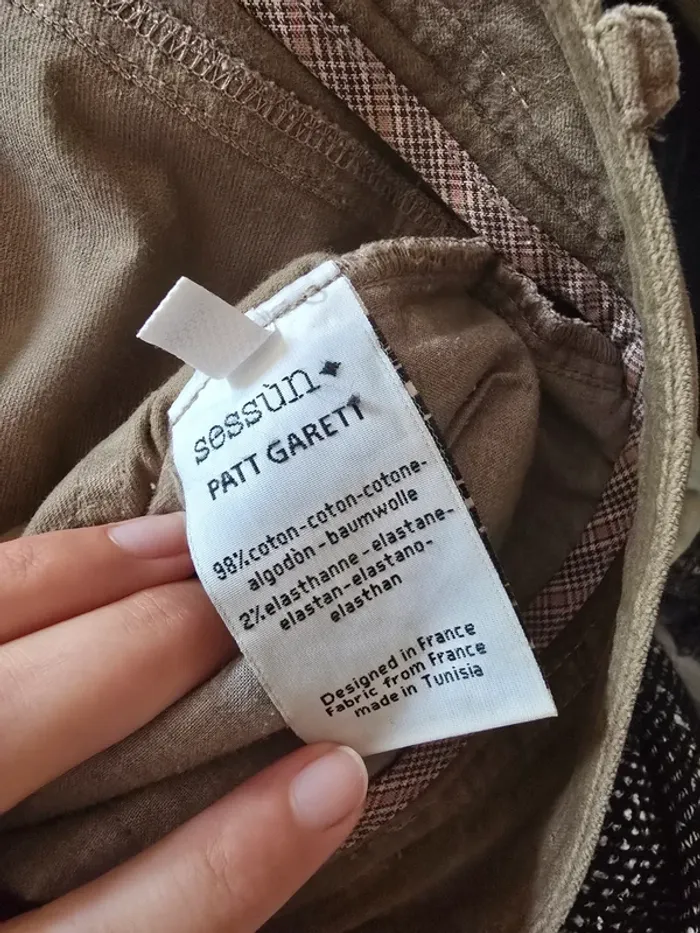 sessùn
PATT GARETT
98%coton-coton-cotone-
algodòn-baumwolle
2%elasthanne-elastane-
elastan-elastano-
elasthan
Designed in France
Fabric from France
made in Tunisia